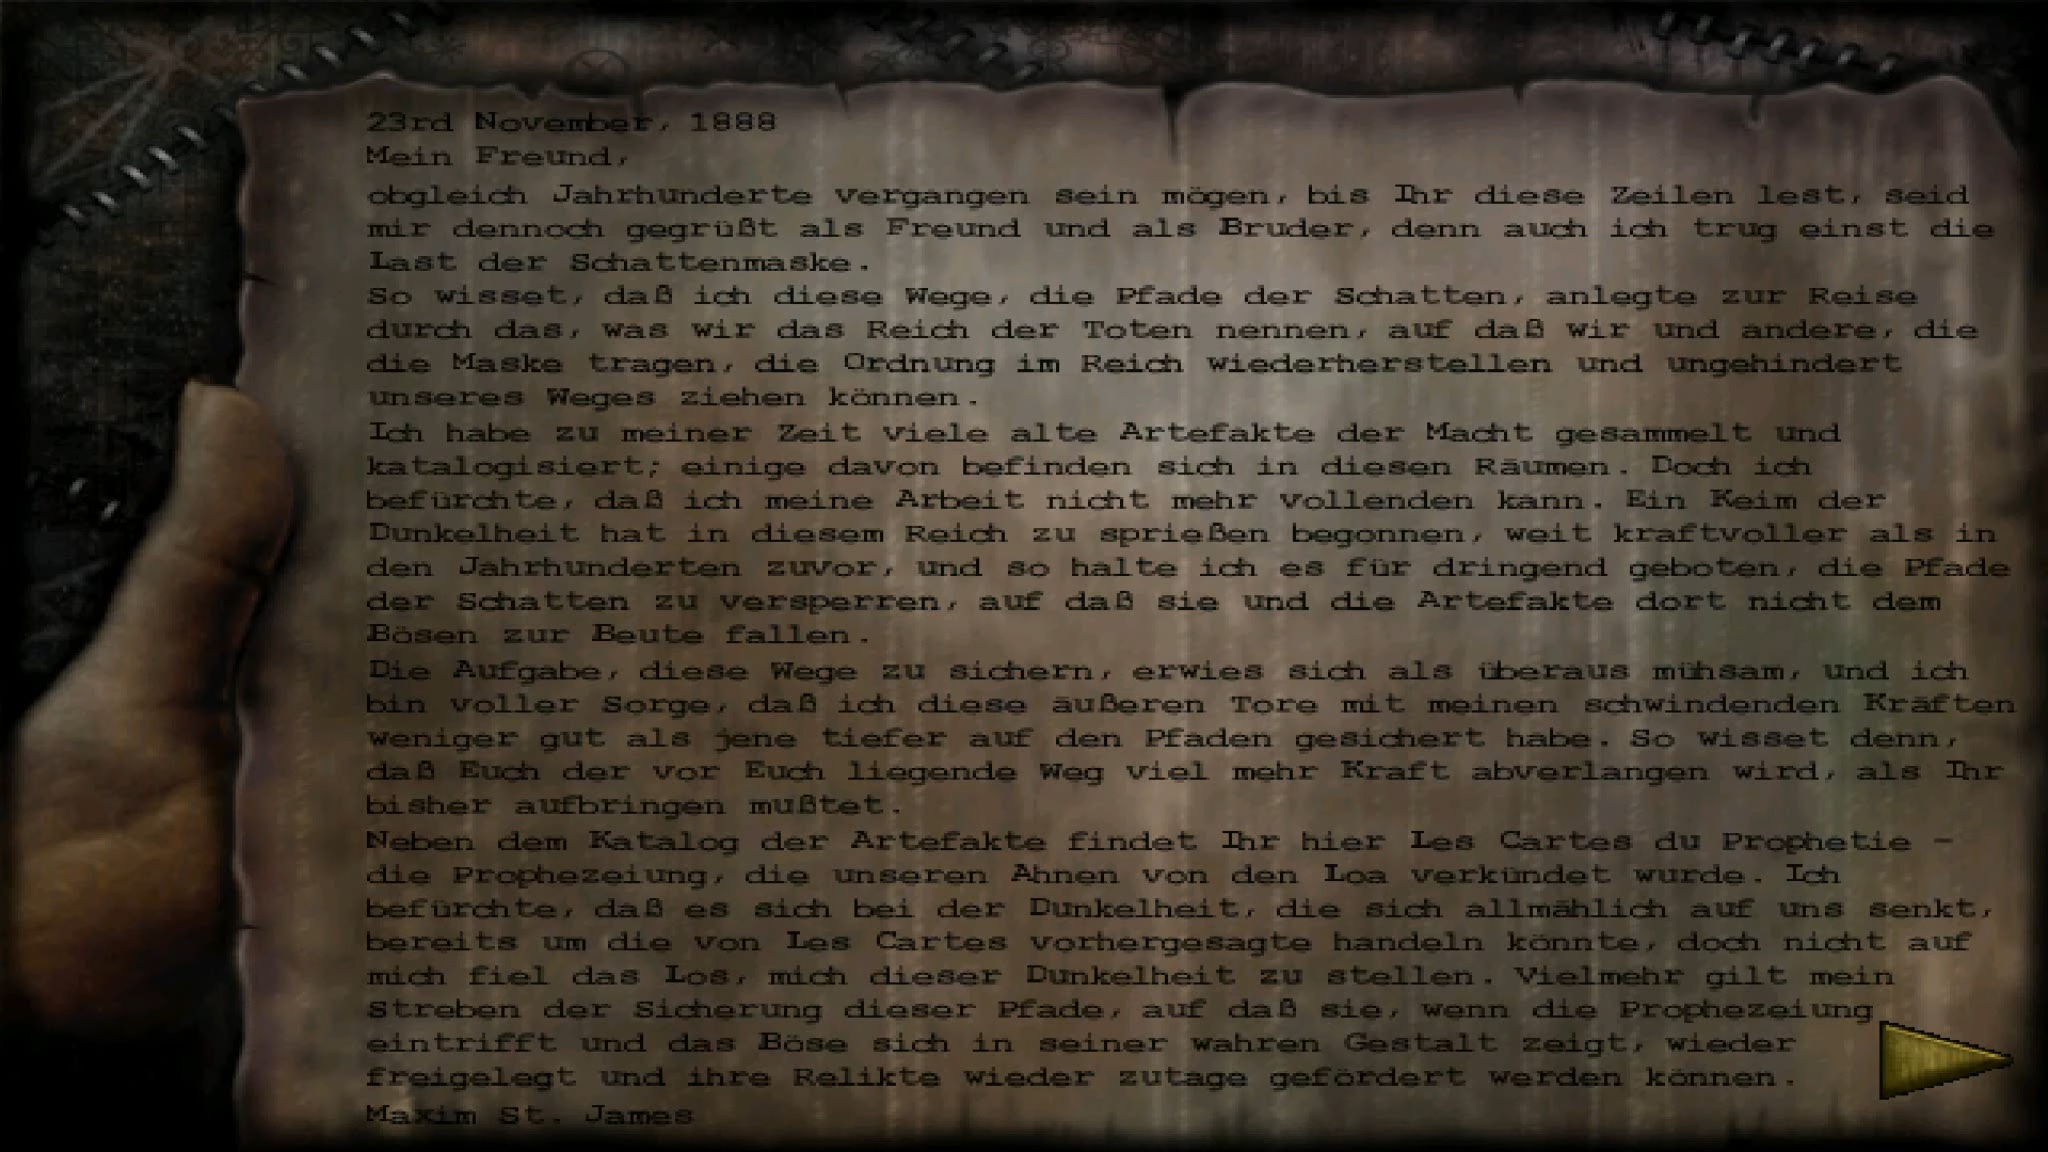 23rd November, 1888
Mein Freund,
obgleich Jahrhunderte vergangen sein mögen, bis Ihr diese Zeilen lest, seid
mir dennoch gegrüßt als Freund und als Bruder, denn auch ich trug einst die
Last der Schattenmaske.
So wisset, daß ich diese Wege, die Pfade der Schatten, anlegte zur Reise
durch das, was wir das Reich der Toten nennen, auf daß wir und andere, die
die Maske tragen, die Ordnung im Reich wiederherstellen und ungehindert
unseres Weges ziehen können.
Ich habe zu meiner Zeit viele alte Artefakte der Macht gesammelt und
katalogisiert; einige davon befinden sich in diesen Räumen. Doch ich
befürchte, daß ich meine Arbeit nicht mehr vollenden kann. Ein Keim der
Dunkelheit hat in diesem Reich zu sprießen begonnen, weit kraftvoller als in
den Jahrhunderten zuvor, und so halte ich es für dringend geboten, die Pfade
der Schatten zu versperren, auf daß sie und die Artefakte dort nicht dem
Bösen zur Beute fallen.
Die Aufgabe, diese Wege zu sichern, erwies sich als überaus mühsam, und ich
bin voller Sorge, daß ich diese äußeren Tore mit meinen schwindenden Kräften
weniger gut als jene tiefer auf den Pfaden gesichert habe. So wisset denn,
daß Euch der vor Euch liegende Weg viel mehr Kraft abverlangen wird, als Ihr
bisher aufbringen mußtet.
Neben dem Katalog der Artefakte findet Ihr hier Les Cartes du Prophetie -
die Prophezeiung, die unseren Ahnen von den Loa verkündet wurde. Ich
befürchte, daß es sich bei der Dunkelheit, die sich allmählich auf uns senkt,
bereits um die von Les Cartes vorhergesagte handeln könnte, doch nicht auf
mich fiel das Los, mich dieser Dunkelheit zu stellen. Vielmehr gilt mein
Streben der Sicherung dieser Pfade, auf daß sie, wenn die Prophezeiung
eintrifft und das Böse sich in seiner wahren Gestalt zeigt, wieder
freigelegt und ihre Relikte wieder zutage gefördert werden können.
Maxim St. James